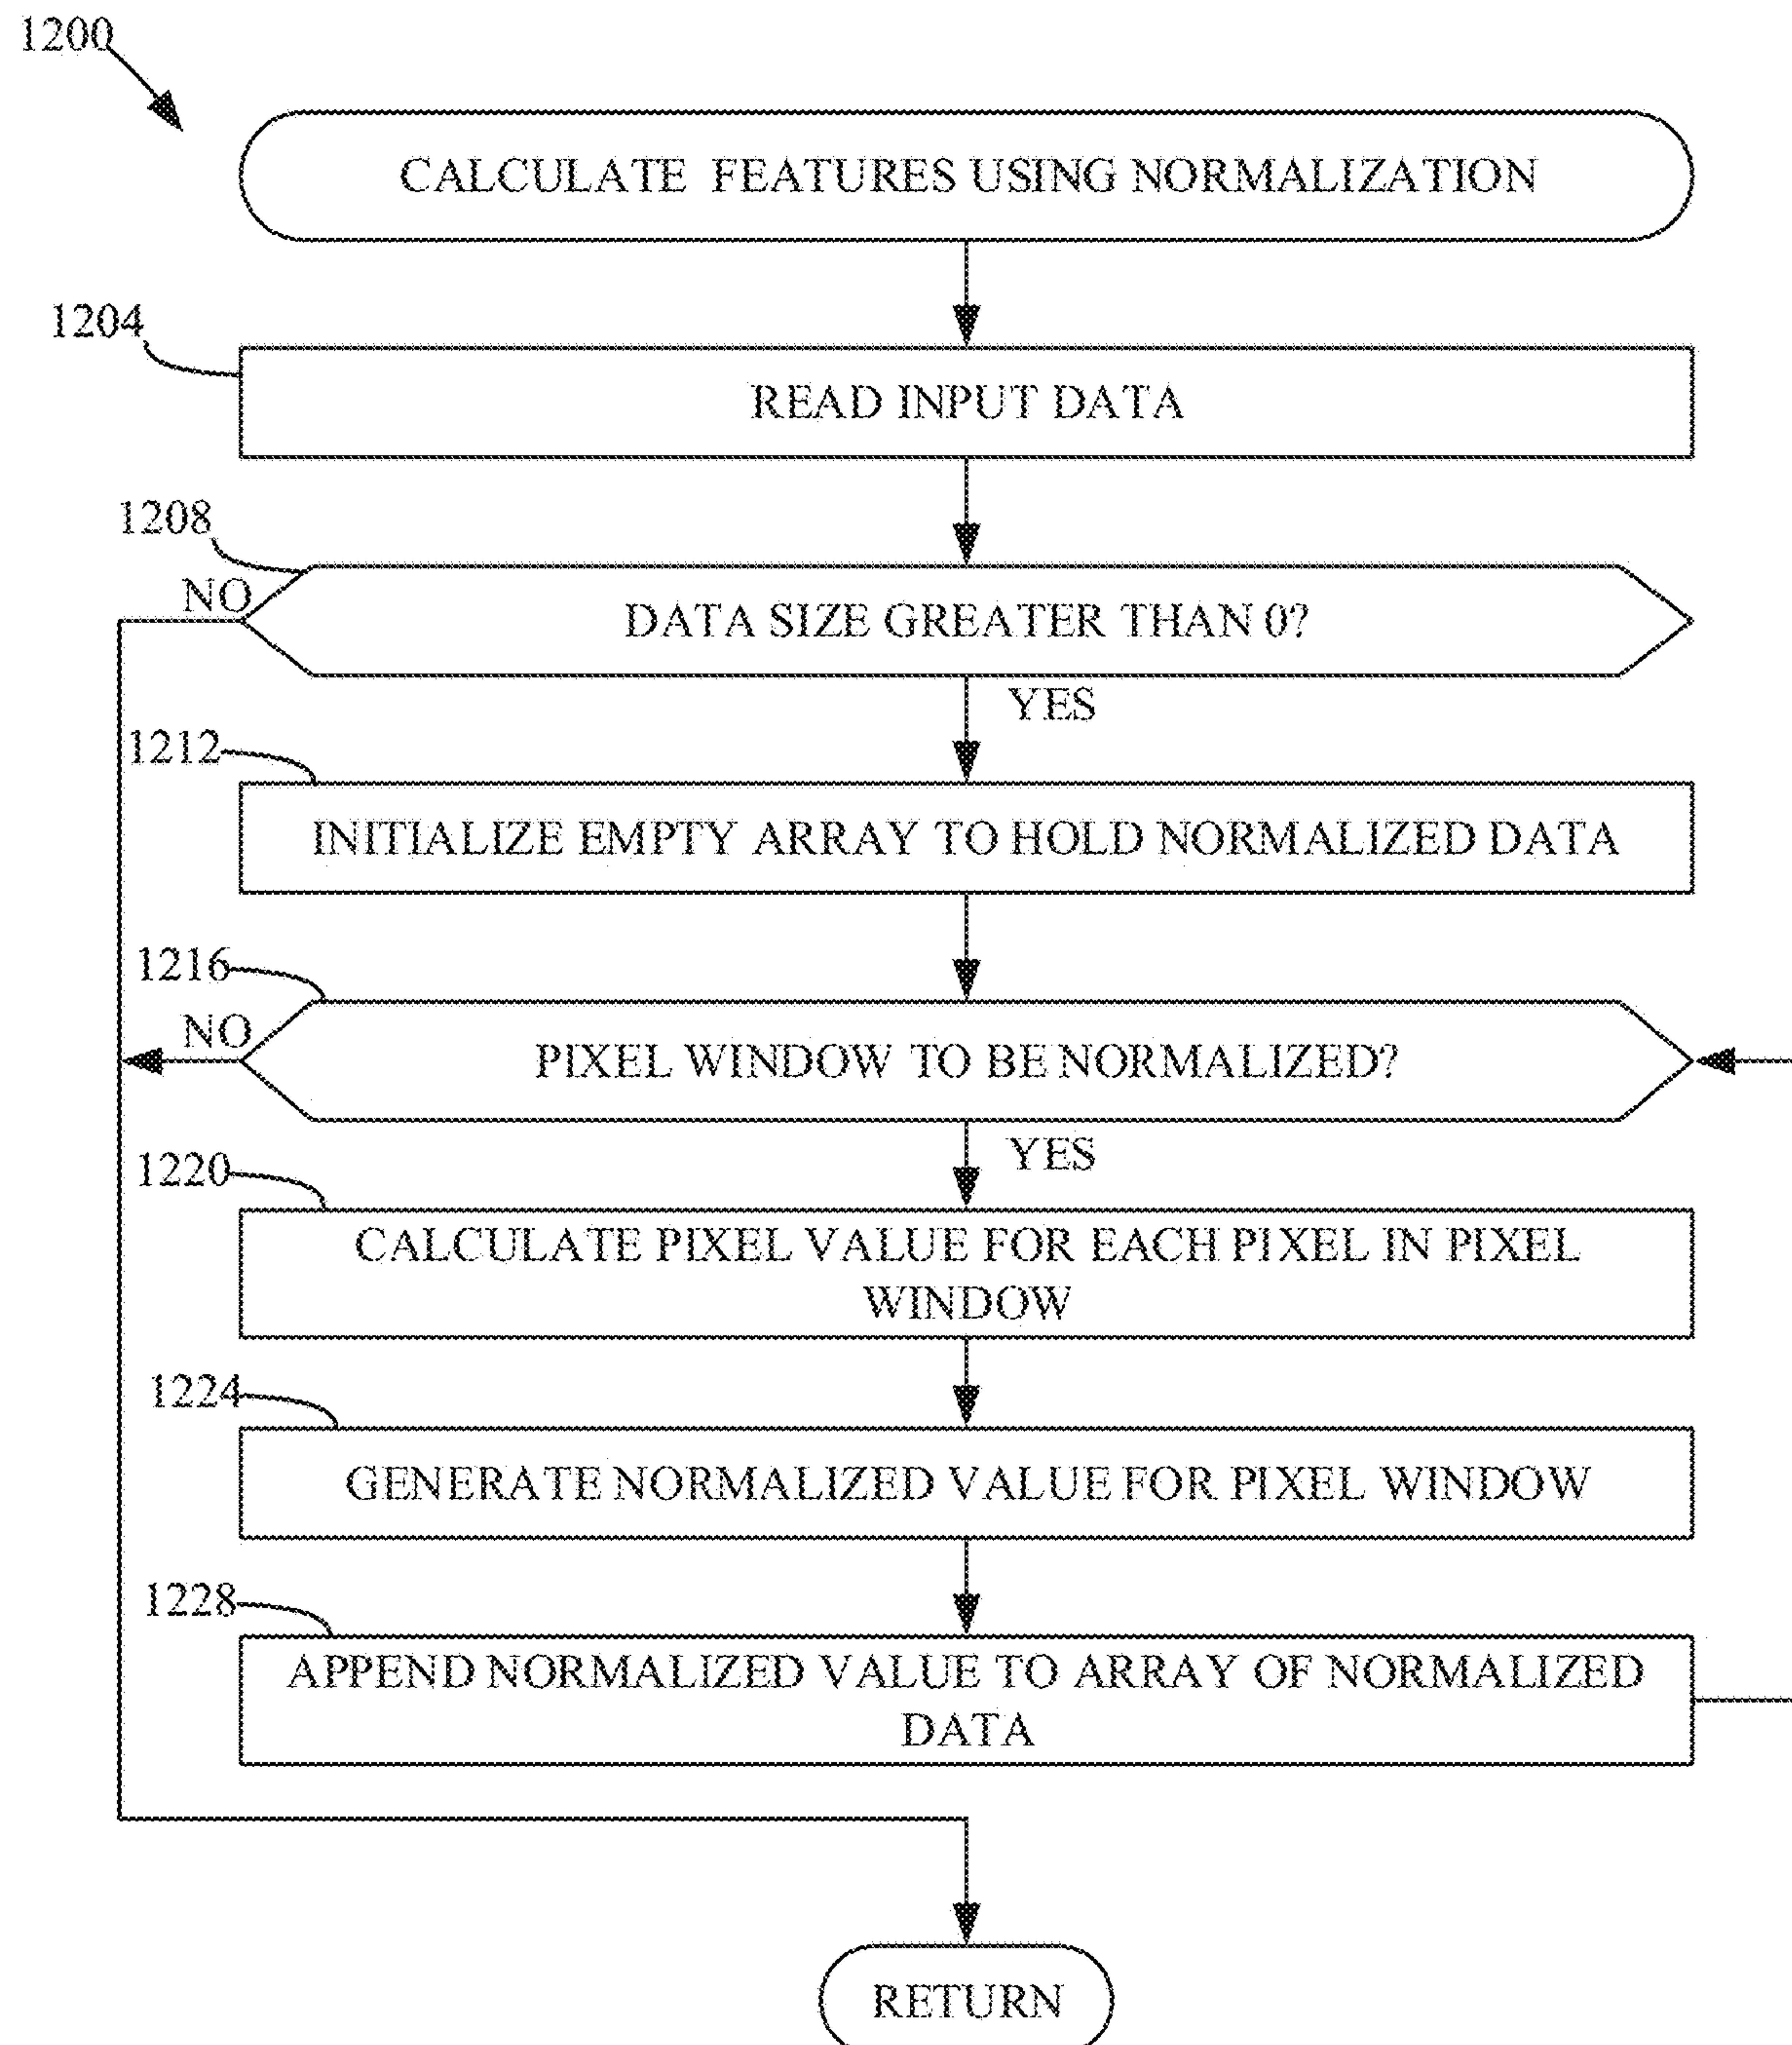 1200
CALCULATE FEATURES USING NORMALIZATION
1204
READ INPUT DATA
1208
NO
DATA SIZE GREATER THAN 0?
YES
1212
INITIALIZE EMPTY ARRAY TO HOLD NORMALIZED DATA
1216
NO
PIXEL WINDOW TO BE NORMALIZED?
YES
1220
CALCULATE PIXEL VALUE FOR EACH PIXEL IN PIXEL
WINDOW
1224
GENERATE NORMALIZED VALUE FOR PIXEL WINDOW
1228
APPEND NORMALIZED VALUE TO ARRAY OF NORMALIZED
DATA
RETURN